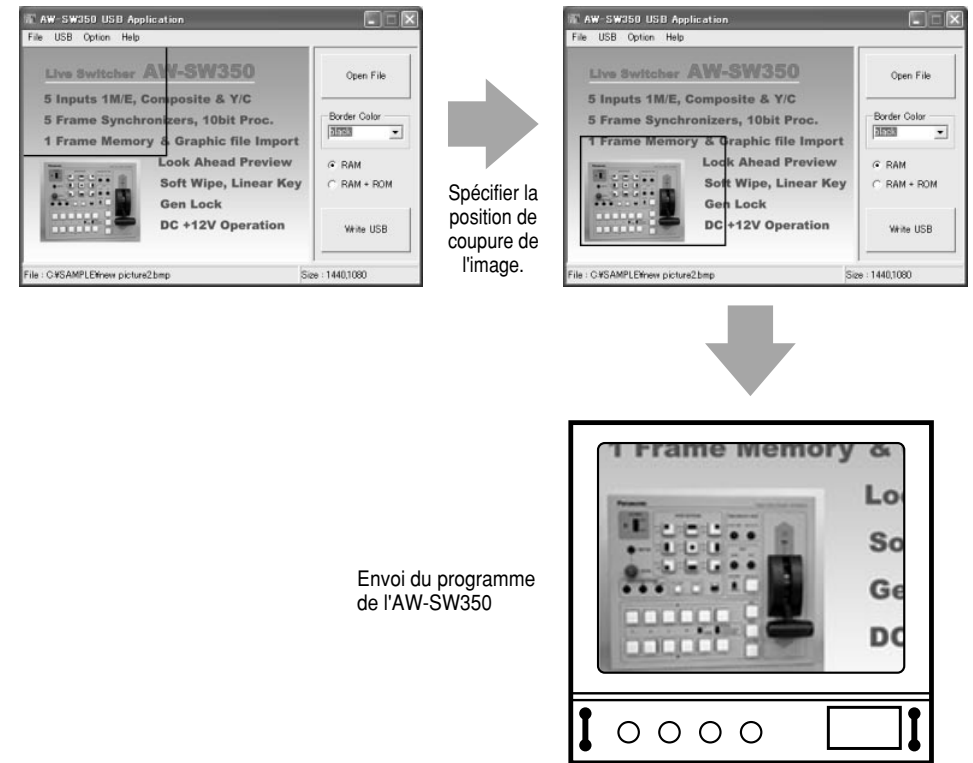 AW-SW350 USB Application
File USB Option Help
Live Switcher AW-SW350
5 Inputs 1M/E, Composite & Y/C
5 Frame Synchronizers, 10bit Proc.
1 Frame Memory & Graphic file Import
Look Ahead Preview
Soft Wipe, Linear Key
Gen Lock
DC +12V Operation
Open File
Border Color
black
RAM
RAM + ROM
Write USB
File : C:¥SAMPLE¥new picture2.bmp
Size : 1440,1080
Spécifier la
position de
coupure de
l'image.
AW-SW350 USB Application
File USB Option Help
Live Switcher AW-SW350
5 Inputs 1M/E, Composite & Y/C
5 Frame Synchronizers, 10bit Proc.
1 Frame Memory & Graphic file Import
Look Ahead Preview
Soft Wipe, Linear Key
Gen Lock
DC +12V Operation
Open File
Border Color
black
RAM
RAM + ROM
Write USB
File : C:¥SAMPLE¥new picture2.bmp
Size : 1440,1080
Envoi du programme
de l'AW-SW350
1 Frame Memory &
Panasonic
Lo
So
Ge
DC